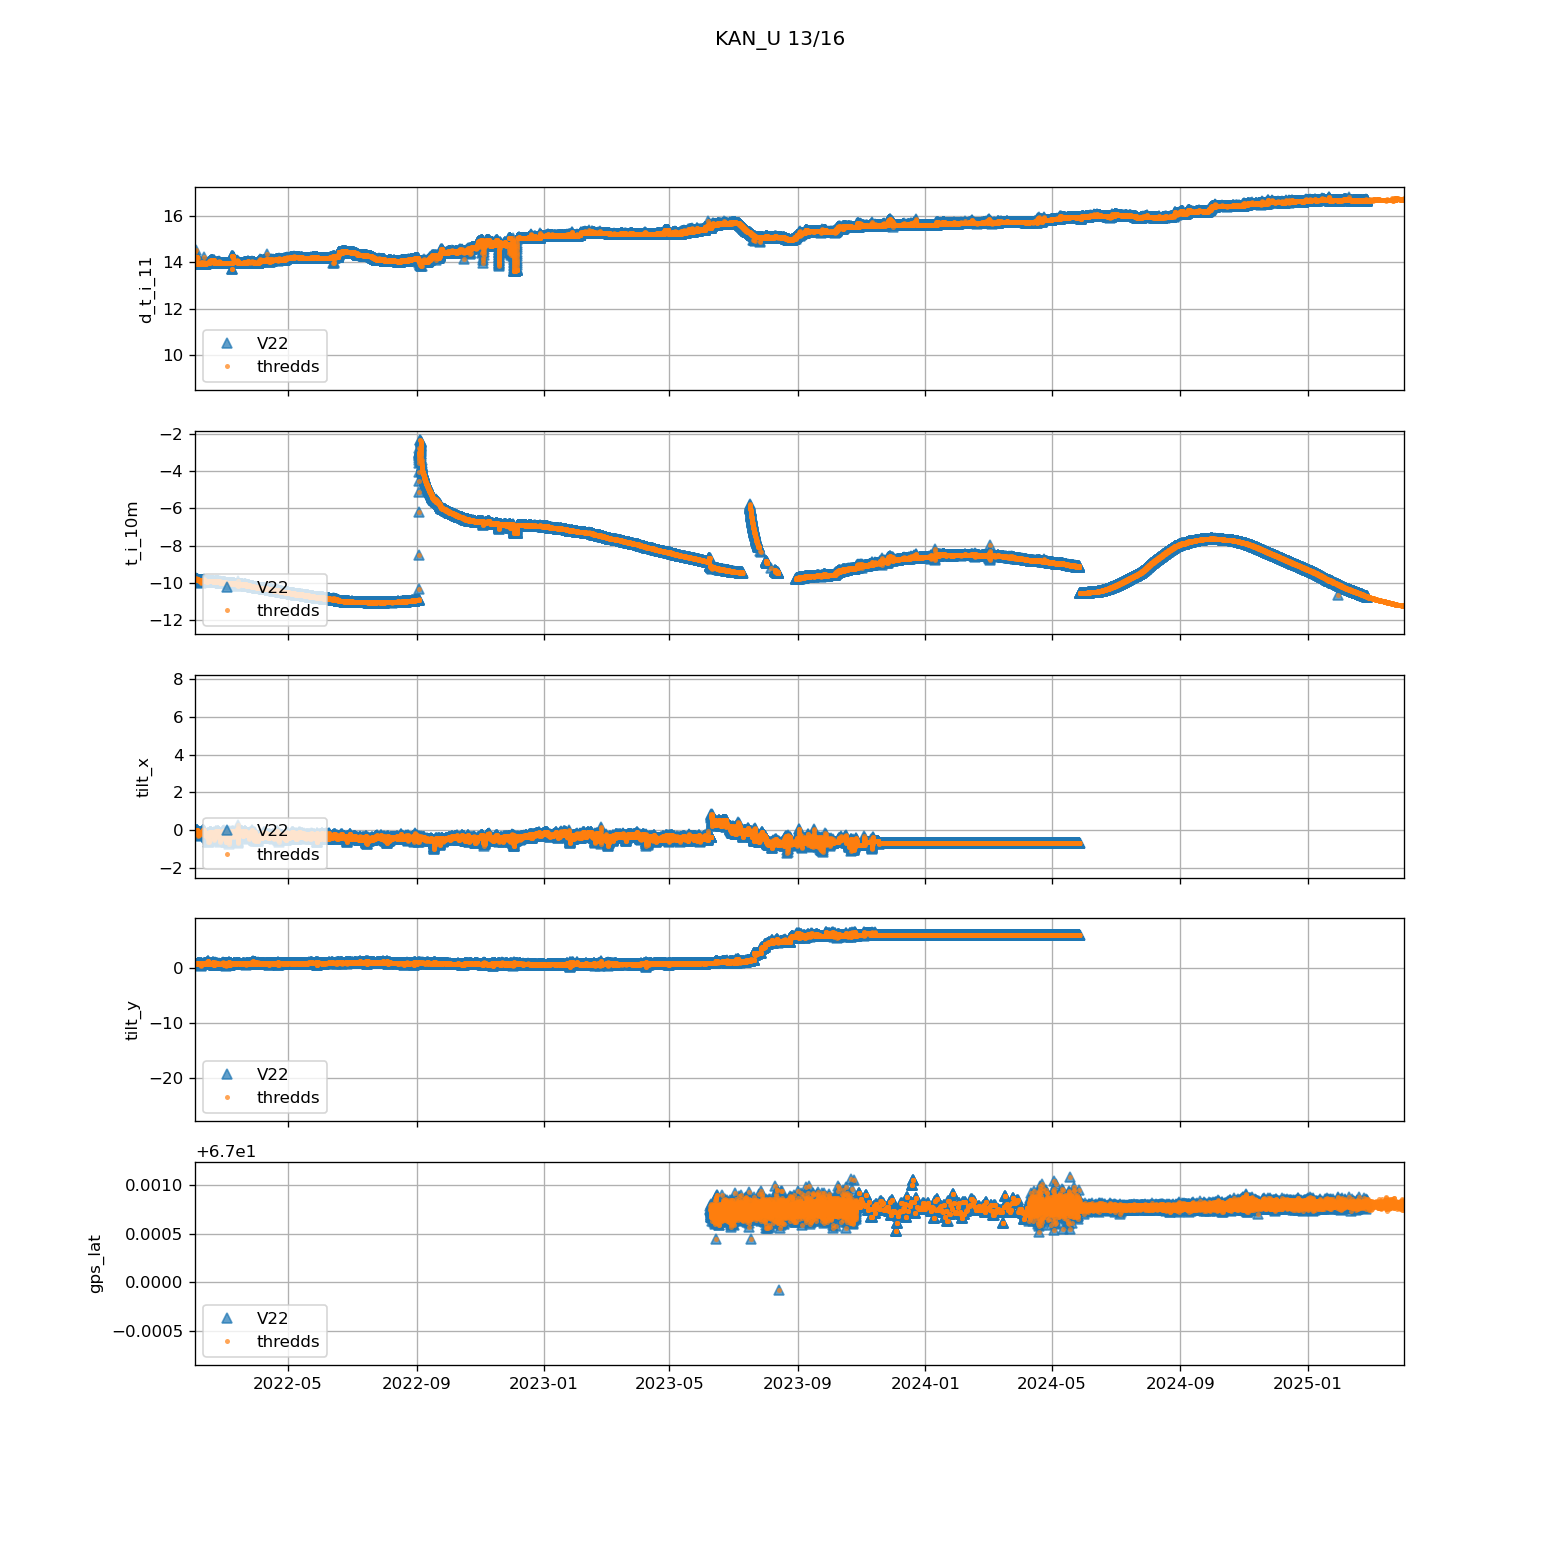 KAN_U 13/16
16
14
12
10
d_t_i_11
V22
thredds
−2
−4
−6
−8
−10
−12
t_i_10m
V22
thredds
8
6
4
2
0
−2
tilt_x
V22
thredds
0
−10
−20
tilt_y
V22
thredds
+6.7e1
0.0010
0.0005
0.0000
−0.0005
gps_lat
V22
thredds
2022-05 2022-09 2023-01 2023-05 2023-09 2024-01 2024-05 2024-09 2025-01